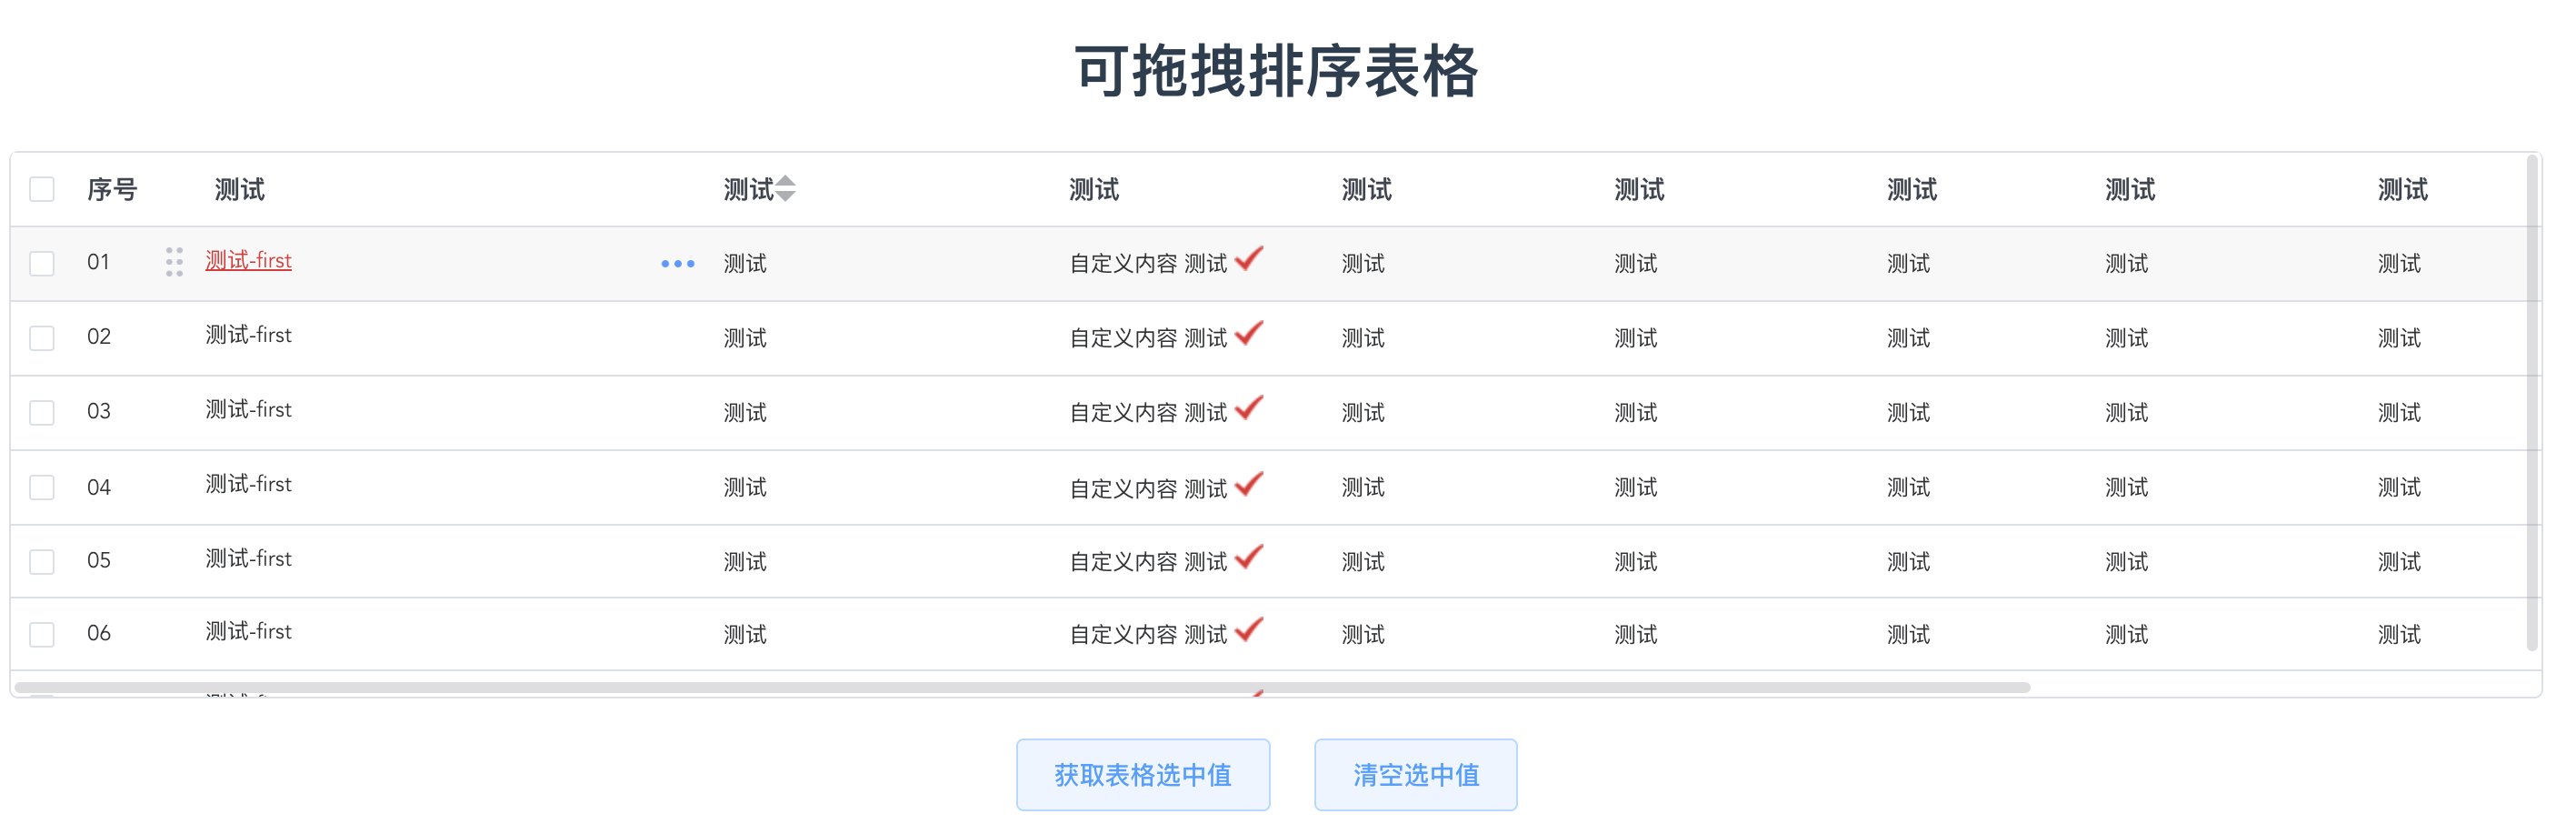 可拖拽排序表格
序号 测试 测试 测试 测试 测试 测试 测试 测试
01 测试-first 测试 自定义内容 测试 测试 测试 测试 测试 测试
02 测试-first 测试 自定义内容 测试 测试 测试 测试 测试 测试
03 测试-first 测试 自定义内容 测试 测试 测试 测试 测试 测试
04 测试-first 测试 自定义内容 测试 测试 测试 测试 测试 测试
05 测试-first 测试 自定义内容 测试 测试 测试 测试 测试 测试
06 测试-first 测试 自定义内容 测试 测试 测试 测试 测试 测试
获取表格选中值 清空选中值